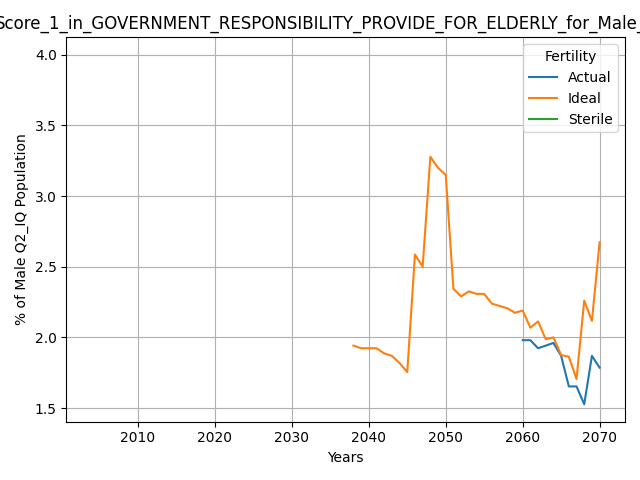 Score_1_in_GOVERNMENT_RESPONSIBILITY_PROVIDE_FOR_ELDERLY_for_Male_
Fertility
Actual
Ideal
Sterile
4.0
3.5
3.0
2.5
2.0
1.5
% of Male Q2_IQ Population
2010 2020 2030 2040 2050 2060 2070
Years